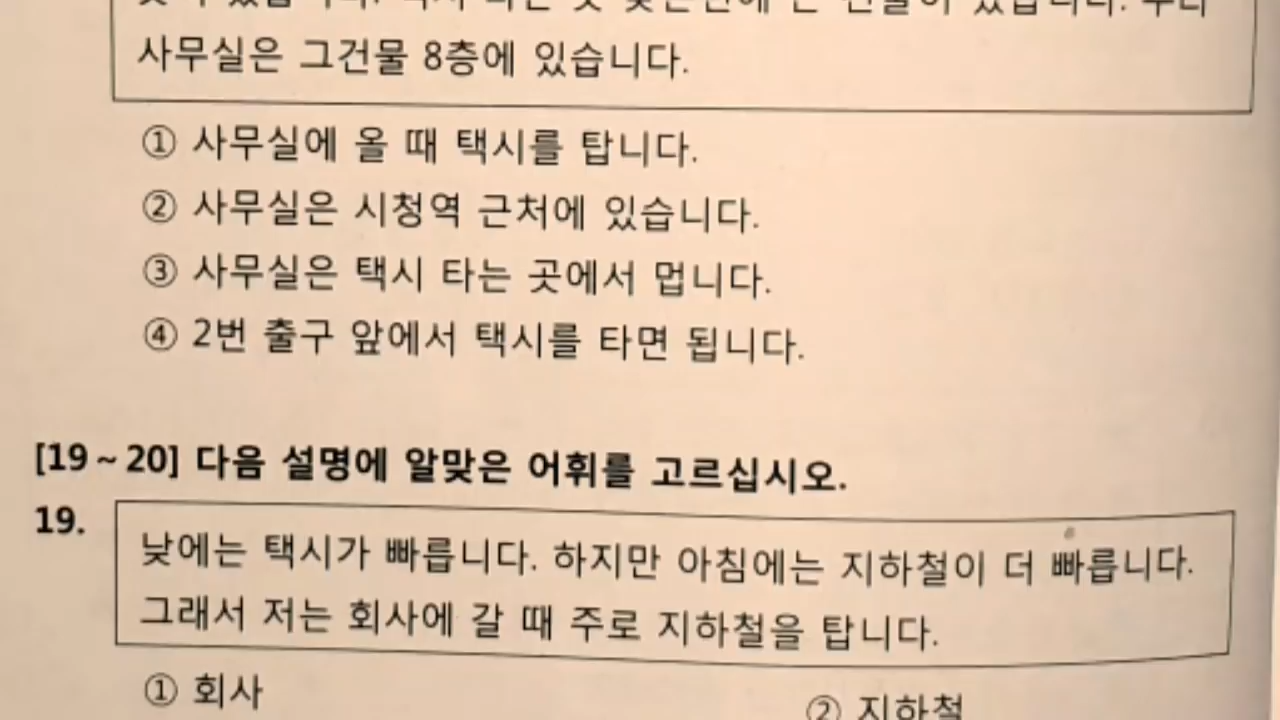 사무실은 그건물 8층에 있습니다.
① 사무실에 올 때 택시를 탑니다.
② 사무실은 시청역 근처에 있습니다.
③ 사무실은 택시 타는 곳에서 멉니다.
④ 2번 출구 앞에서 택시를 타면 됩니다.
[19 ~ 20] 다음 설명에 알맞은 어휘를 고르십시오.
19.
낮에는 택시가 빠릅니다. 하지만 아침에는 지하철이 더 빠릅니다.
그래서 저는 회사에 갈 때 주로 지하철을 탑니다.
① 회사 ② 지하철